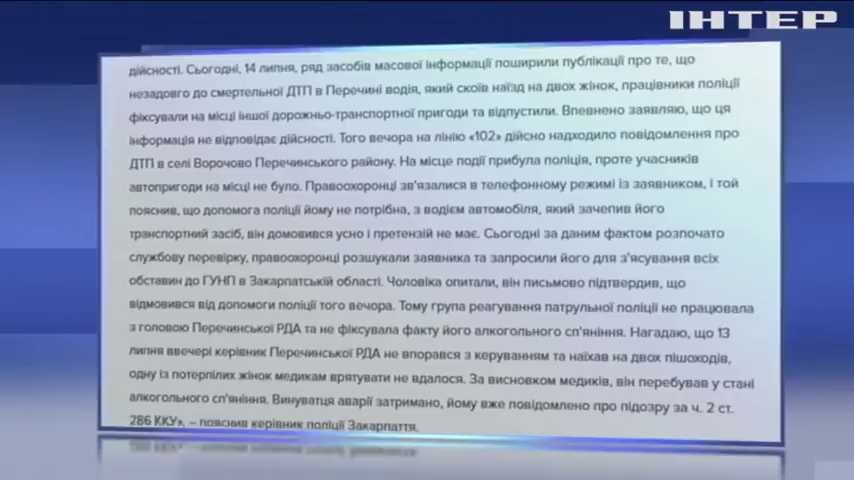 ІНТЕР
дійсності. Сьогодні, 14 липня, ряд засобів масової інформації поширили публікації про те, що
незадовго до смертельної ДТП в Перечині водія, який скоїв наїзд на двох жінок, працівники поліції
фіксували на місці іншої дорожньо-транспортної пригоди та відпустили. Впевнено заявляю, що ця
інформація не відповідає дійсності. Того вечора на лінію «102» дійсно надходило повідомлення про
ДТП в селі Ворочово Перечинського району. На місце події прибула поліція, проте учасників
автопригоди на місці не було. Правоохоронці зв'язалися в телефонному режимі із заявником, і той
пояснив, що допомога поліції йому не потрібна, з водієм автомобіля, який зачепив його
транспортний засіб, він домовився усно і претензій не має. Сьогодні за даним фактом розпочато
службову перевірку, правоохоронці розшукали заявника та запросили його для з'ясування всіх
обставин до ГУНП в Закарпатській області. Чоловіка опитали, він письмово підтвердив, що
відмовився від допомоги поліції того вечора. Тому група реагування патрульної поліції не працювала
з головою Перечинської РДА та не фіксувала факту його алкогольного сп'яніння. Нагадаю, що 13
липня ввечері керівник Перечинської РДА не впорався з керуванням та наїхав на двох пішоходів,
одну із потерпілих жінок медикам врятувати не вдалося. За висновком медиків, він перебував у стані
алкогольного сп'яніння. Винуватця аварії затримано, йому вже повідомлено про підозру за ч. 2 ст.
286 ККУ», – пояснив керівник поліції Закарпаття.